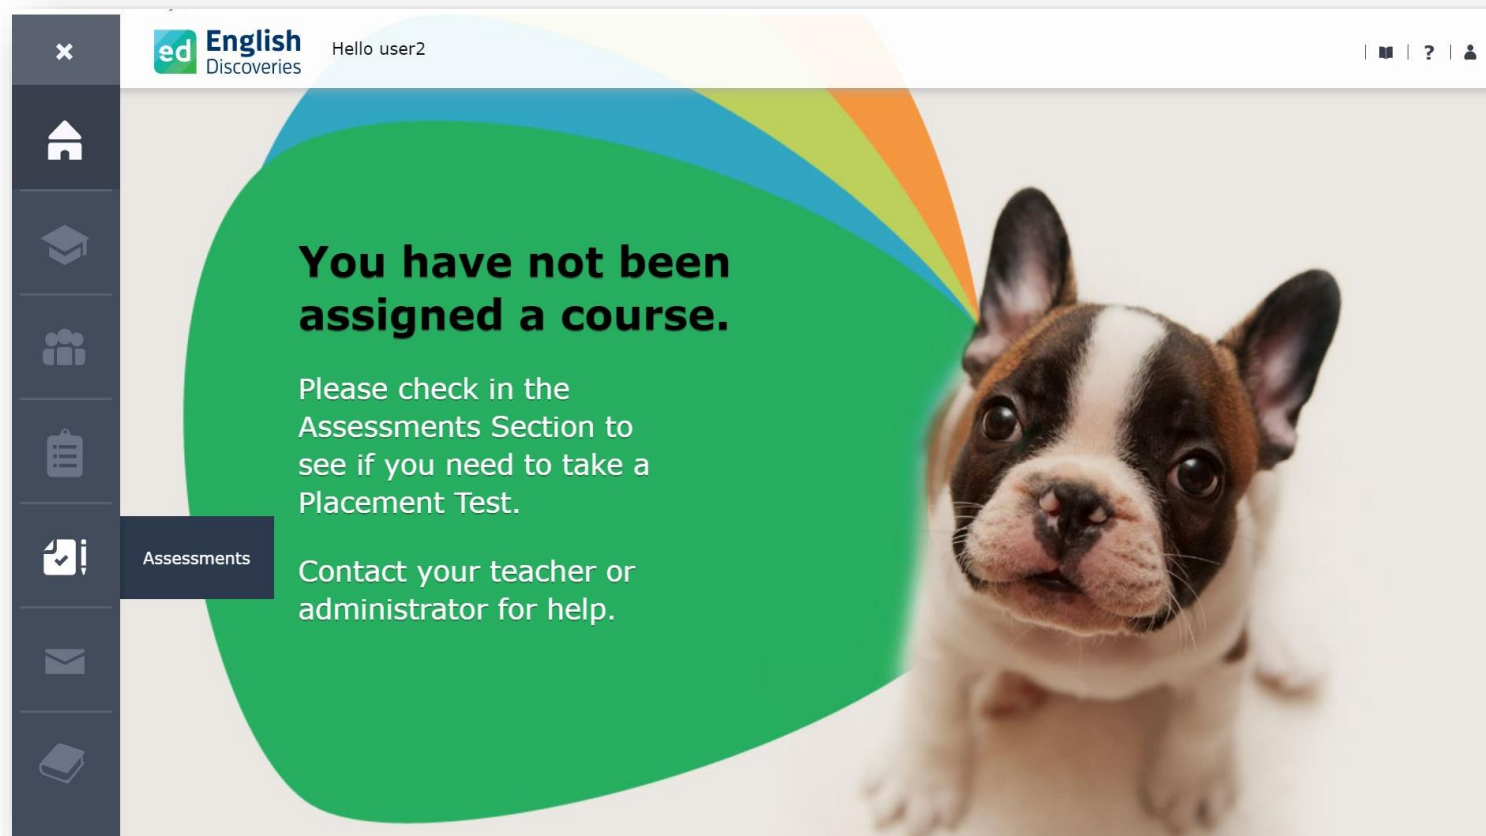 ed English
Discoveries
Hello user2
?
You have not been
assigned a course.
Please check in the
Assessments Section to
see if you need to take a
Placement Test.
Assessments
Contact your teacher or
administrator for help.